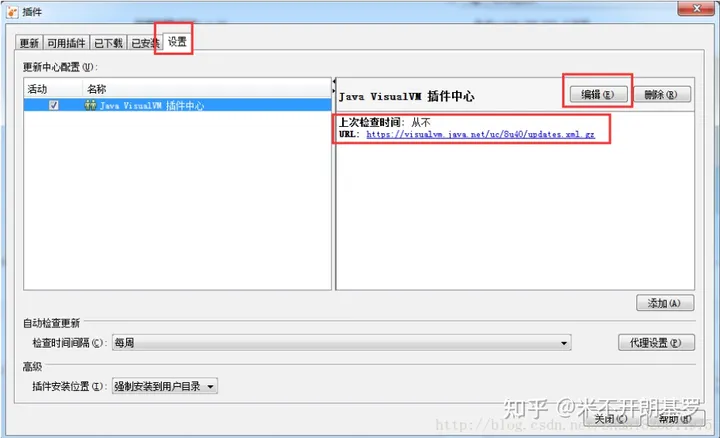 插件
更新 可用插件 已下载 已安装 设置
更新中心配置(U):
活动 名称
Java VisualVM 插件中心
Java VisualVM 插件中心 编辑(E) 删除(R)
上次检查时间: 从不
URL: https://visualvm.java.net/uc/8u40/updates.xml.gz
添加(A)
自动检查更新
检查时间间隔(C): 每周 代理设置(P)
高级
插件安装位置(I): 强制安装到用户目录
知乎 @米不开朗基罗
关闭(C) 帮助(H)